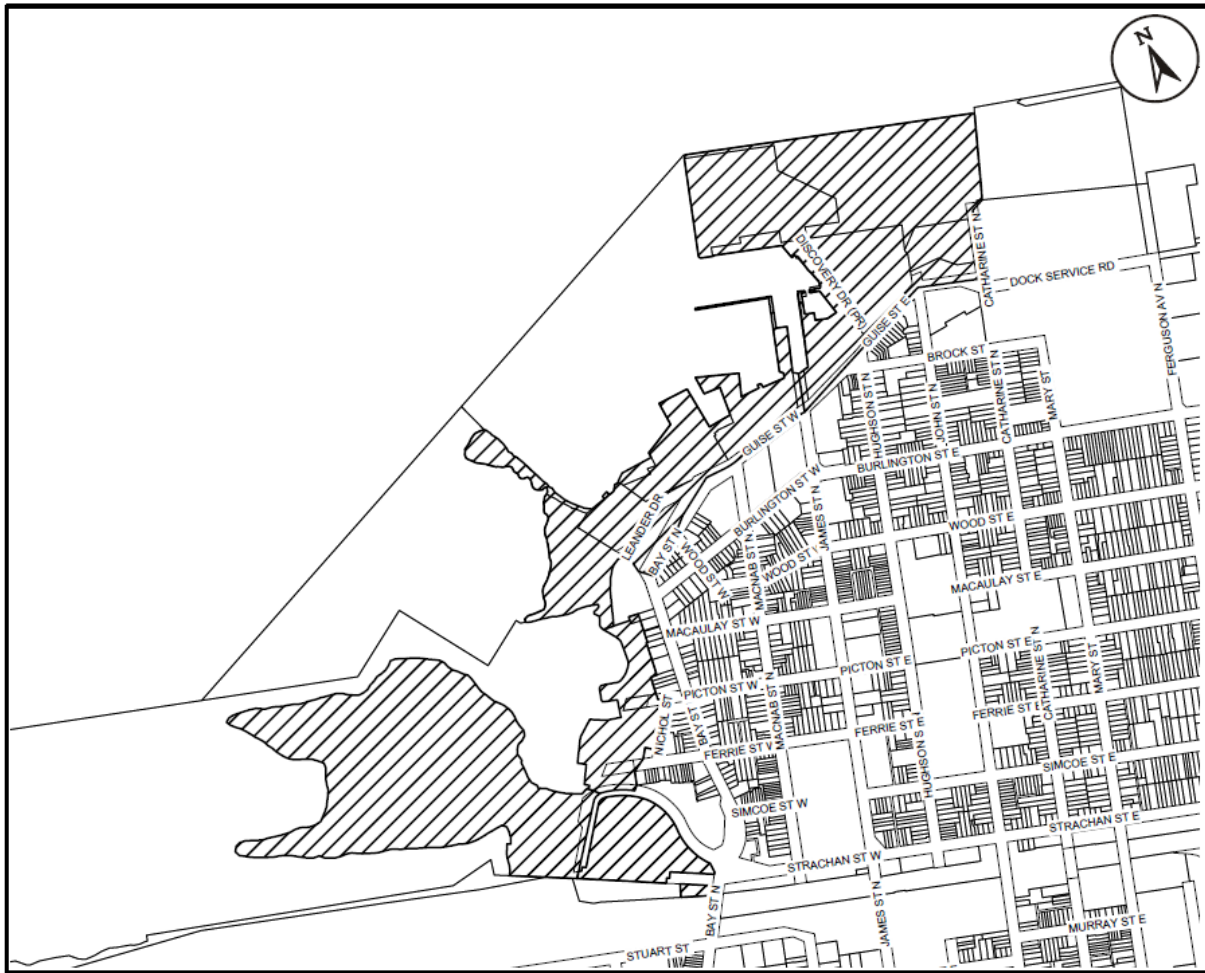 N
DISCOVERY DR (PR)
CATHARINE ST N
DOCK SERVICE RD
GUISE ST E
FERGUSON AV N
BROCK ST
HUGHSON ST N
JOHN ST N
CATHARINE ST N
MARY ST
GUISE ST W
BURLINGTON ST E
BURLINGTON ST W
JAMES ST N
LEANDER DR
WOOD ST E
BAY ST N
WOOD ST W
MACNAB ST N
WOOD ST W
MACAULAY ST E
MACAULAY ST W
PICTON ST E
PICTON ST E
CATHARINE ST N
MARY ST
PICTON ST W
NICHOL ST
BAY ST
MACNAB ST N
FERRIE ST E
FERRIE ST E
FERRIE ST W
HUGHSON ST N
SIMCOE ST E
SIMCOE ST W
STRACHAN ST E
STRACHAN ST W
BAY ST N
JAMES ST N
MURRAY ST E
STUART ST